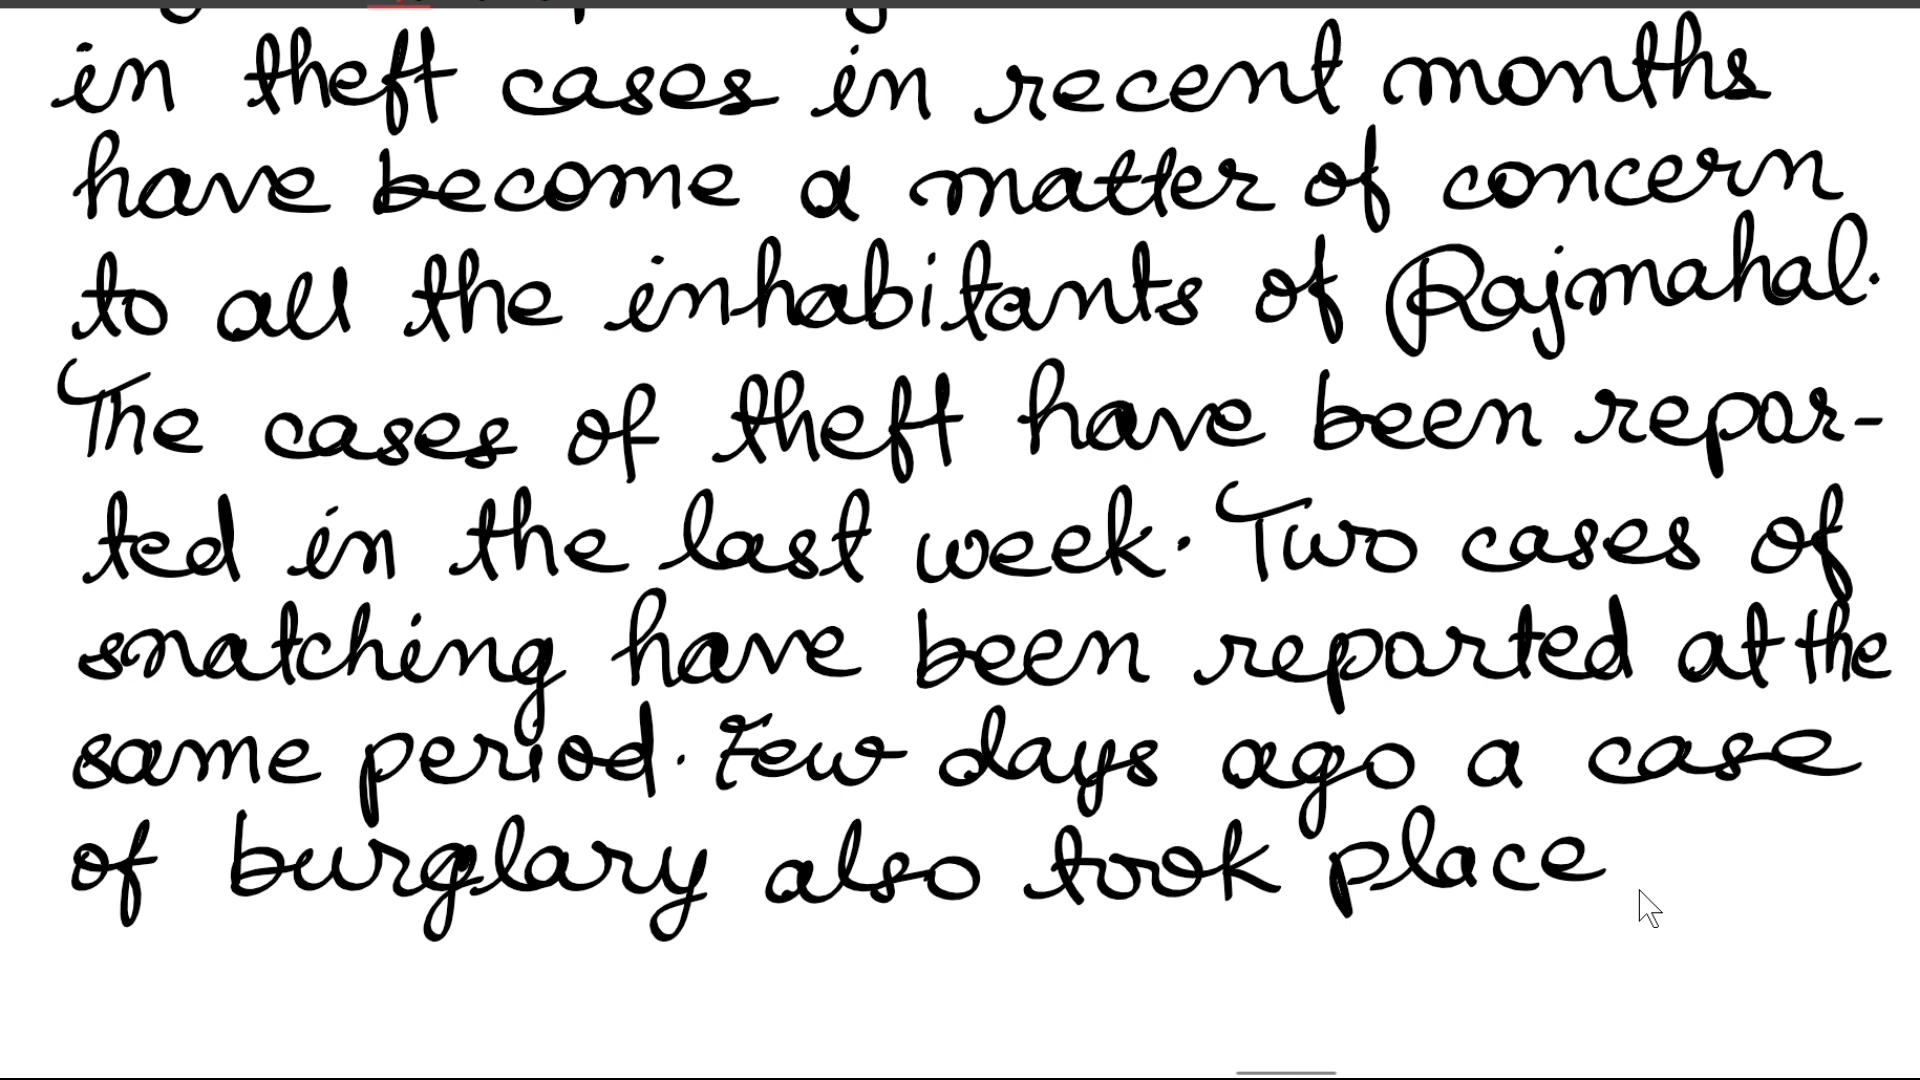 in theft cases in recent months
have become a matter of concern
to all the inhabitants of Rajmahal.
The cases of theft have been repor-
ted in the last week. Two cases of
snatching have been reported at the
same period. Few days ago a case
of burglary also took place